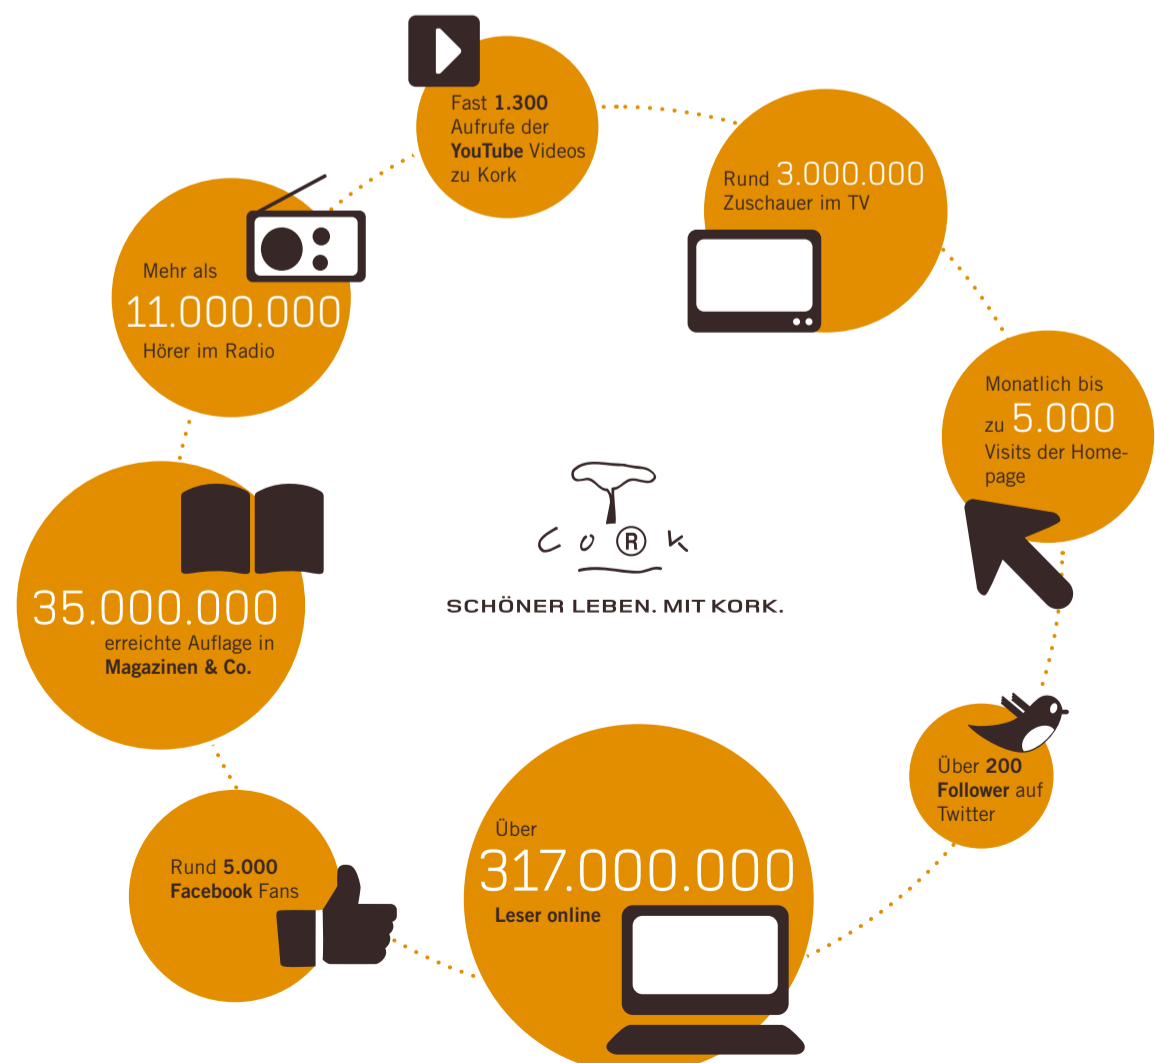 Fast 1.300
Aufrufe der
YouTube Videos
zu Kork
Rund 3.000.000
Zuschauer im TV
Mehr als
11.000.000
Hörer im Radio
Monatlich bis
zu 5.000
Visits der Home-
page
CoRk
SCHÖNER LEBEN. MIT KORK.
35.000.000
erreichte Auflage in
Magazinen & Co.
Über 200
Follower auf
Twitter
Über
317.000.000
Leser online
Rund 5.000
Facebook Fans